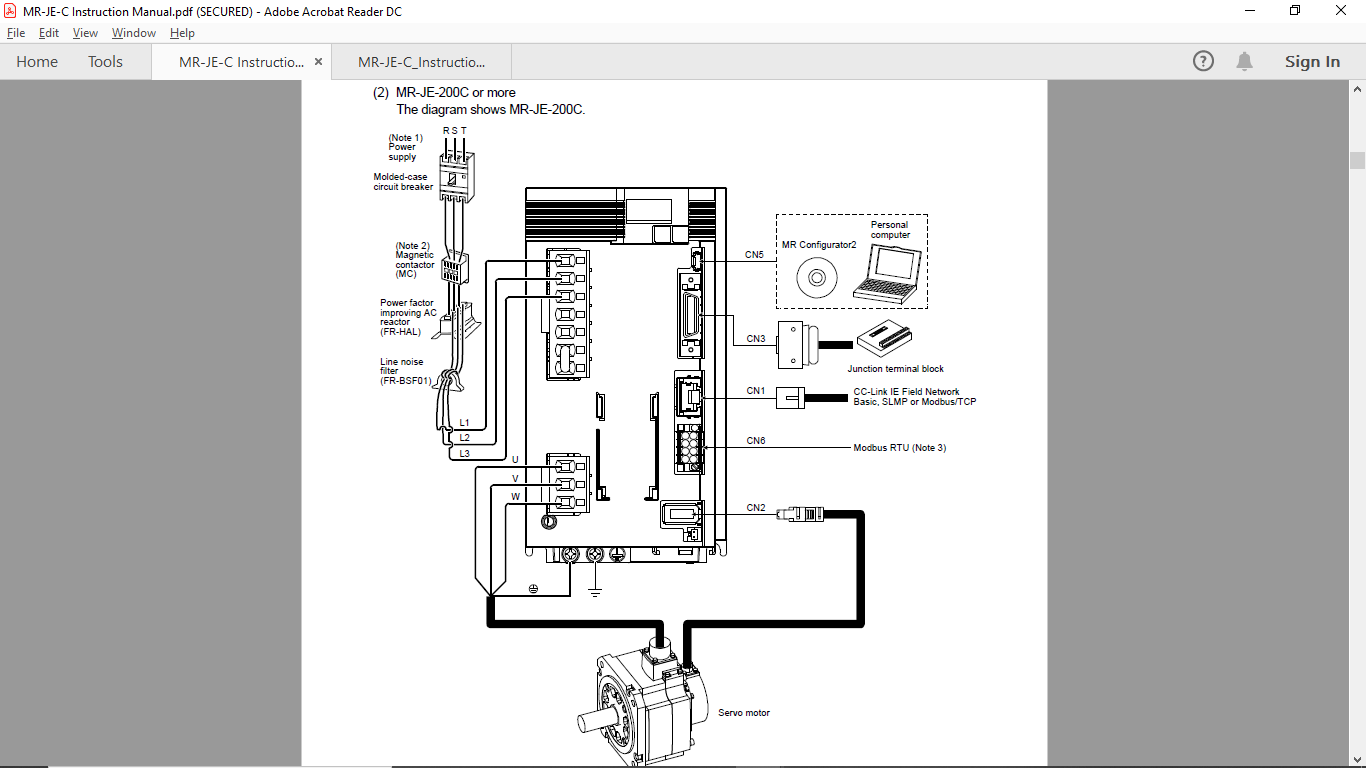 MR-JE-C Instruction Manual.pdf (SECURED) - Adobe Acrobat Reader DC
File Edit View Window Help
Home Tools MR-JE-C Instructio... × MR-JE-C_Instructio... ? Sign In
(2) MR-JE-200C or more
The diagram shows MR-JE-200C.
R S T
(Note 1)
Power
supply
Molded-case
circuit breaker
(Note 2)
Magnetic
contactor
(MC)
Power factor
improving AC
reactor
(FR-HAL)
Line noise
filter
(FR-BSF01)
L1
L2
L3
U
V
W
CN5
MR Configurator2
Personal
computer
CN3
Junction terminal block
CN1
CC-Link IE Field Network
Basic, SLMP or Modbus/TCP
CN6
Modbus RTU (Note 3)
CN2
Servo motor